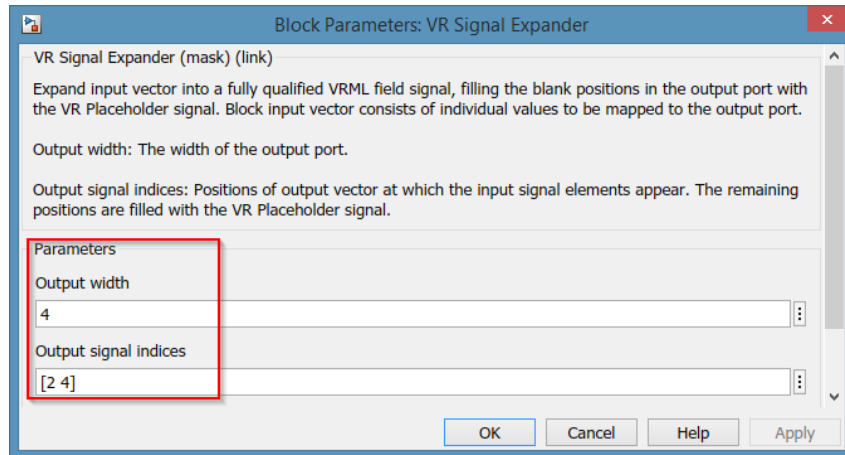 Block Parameters: VR Signal Expander
VR Signal Expander (mask) (link)
Expand input vector into a fully qualified VRML field signal, filling the blank positions in the output port with
the VR Placeholder signal. Block input vector consists of individual values to be mapped to the output port.
Output width: The width of the output port.
Output signal indices: Positions of output vector at which the input signal elements appear. The remaining
positions are filled with the VR Placeholder signal.
Parameters
Output width
4
Output signal indices
[2 4]
OK Cancel Help Apply